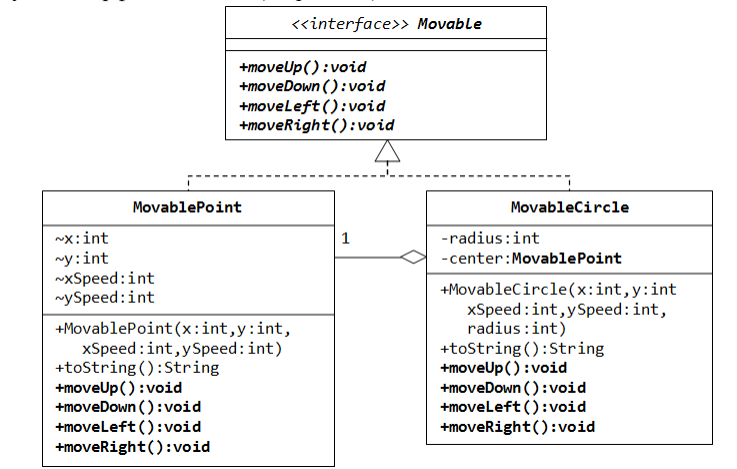 <<interface>> Movable
+moveUp():void
+moveDown():void
+moveLeft():void
+moveRight():void
MovablePoint
~x:int
~y:int
~xSpeed:int
~ySpeed:int
+MovablePoint(x:int,y:int,
xSpeed:int,ySpeed:int)
+toString():String
+moveUp():void
+moveDown():void
+moveLeft():void
+moveRight():void
1
MovableCircle
-radius:int
-center:MovablePoint
+MovableCircle(x:int,y:int
xSpeed:int,ySpeed:int,
radius:int)
+toString():String
+moveUp():void
+moveDown():void
+moveLeft():void
+moveRight():void